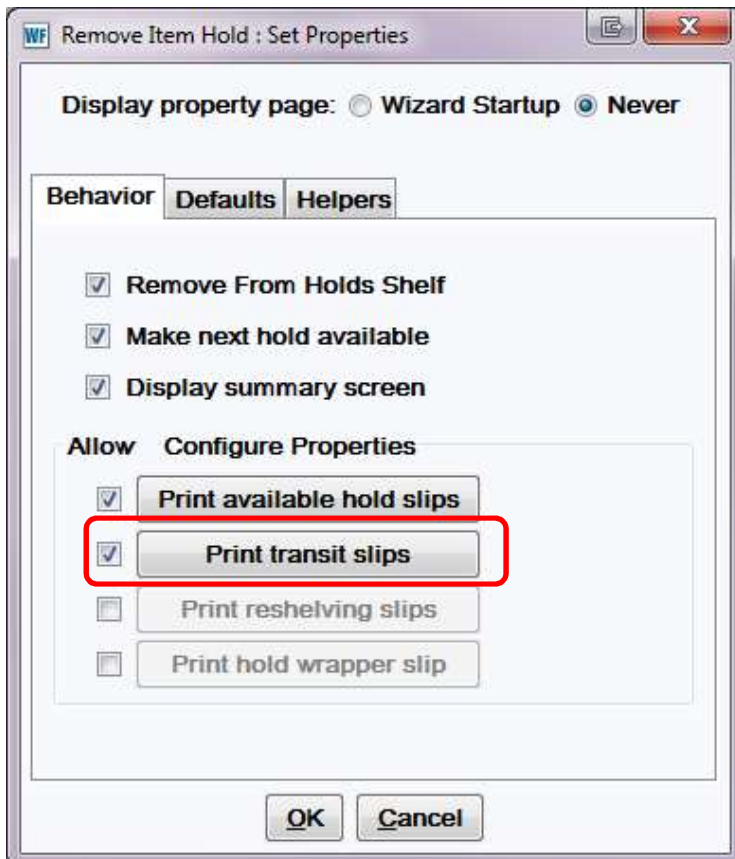 WF Remove Item Hold : Set Properties
Display property page: Wizard Startup Never
Behavior Defaults Helpers
Remove From Holds Shelf
Make next hold available
Display summary screen
Allow Configure Properties
Print available hold slips
Print transit slips
Print reshelving slips
Print hold wrapper slip
OK Cancel